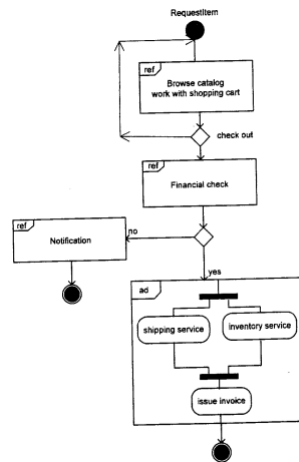 RequestItem
ref
Browse catalog
work with shopping cart
check out
ref
Financial check
ref
Notification
no
yes
ad
shipping service
inventory service
issue invoice